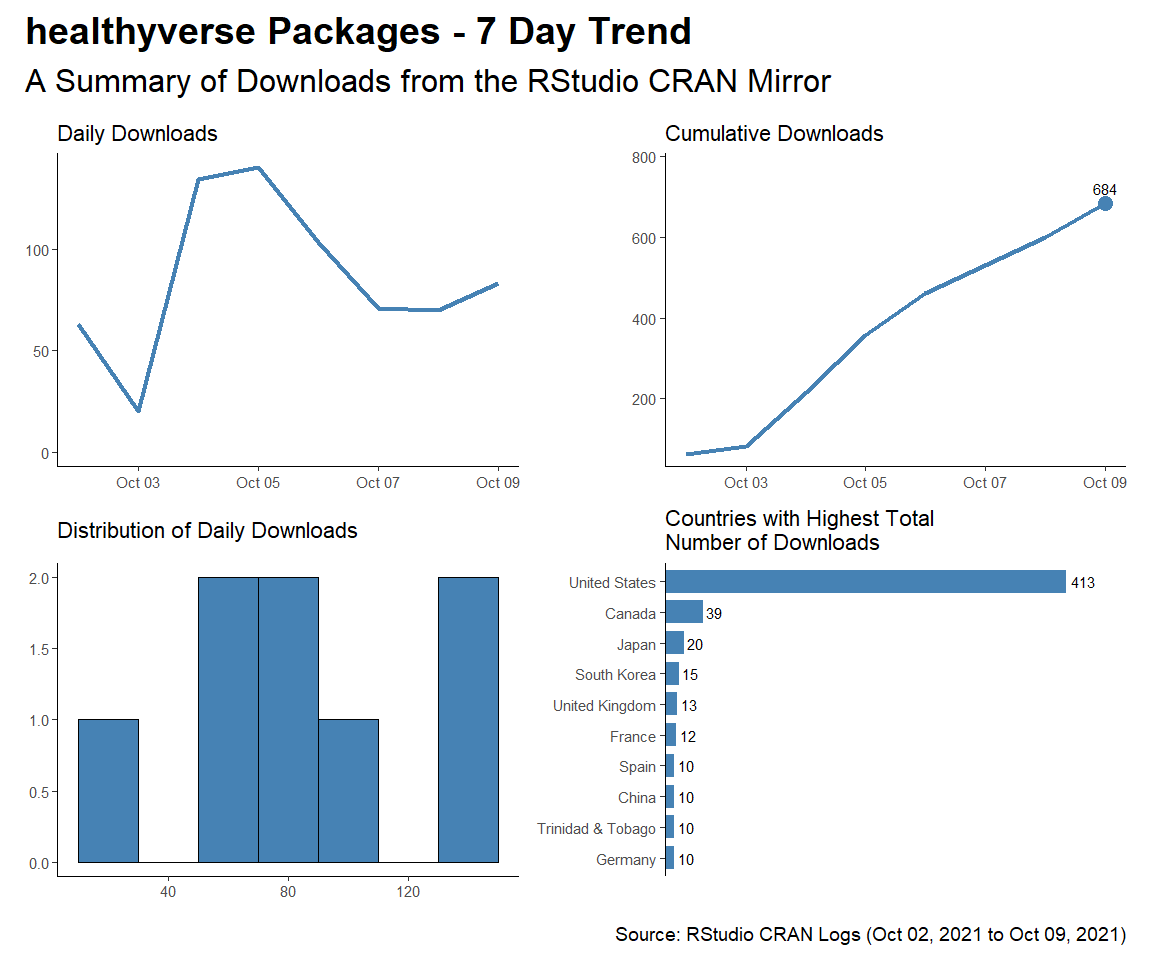 healthyverse Packages - 7 Day Trend
A Summary of Downloads from the RStudio CRAN Mirror
Daily Downloads
100
50
0
Oct 03 Oct 05 Oct 07 Oct 09
Cumulative Downloads
800
600
400
200
684
Oct 03 Oct 05 Oct 07 Oct 09
Distribution of Daily Downloads
2.0
1.5
1.0
0.5
0.0
40 80 120
Countries with Highest Total
Number of Downloads
United States 413
Canada 39
Japan 20
South Korea 15
United Kingdom 13
France 12
Spain 10
China 10
Trinidad & Tobago 10
Germany 10
Source: RStudio CRAN Logs (Oct 02, 2021 to Oct 09, 2021)